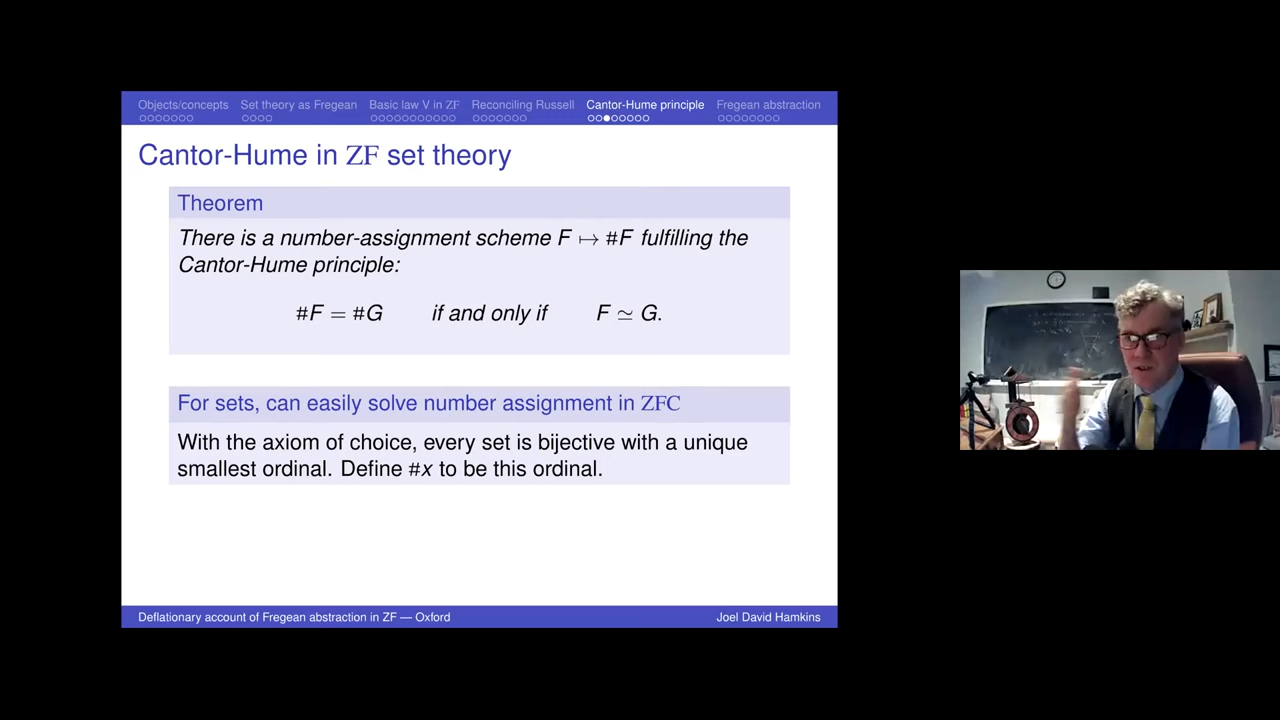 Objects/concepts Set theory as Fregean Basic law V in ZF Reconciling Russell Cantor-Hume principle Fregean abstraction
Cantor-Hume in ZF set theory
Theorem
There is a number-assignment scheme F ↦ #F fulfilling the
Cantor-Hume principle:
#F = #G if and only if F ≃ G.
For sets, can easily solve number assignment in ZFC
With the axiom of choice, every set is bijective with a unique
smallest ordinal. Define #x to be this ordinal.
Deflationary account of Fregean abstraction in ZF — Oxford Joel David Hamkins